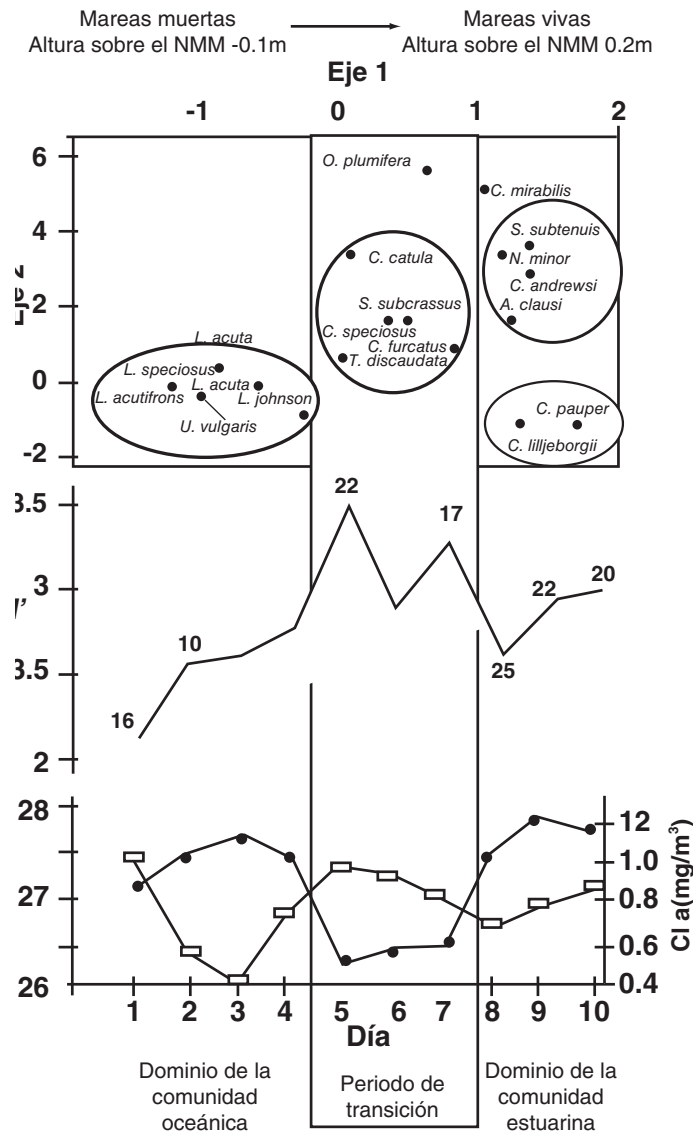 Mareas muertas Mareas vivas
Altura sobre el NMM -0.1m Altura sobre el NMM 0.2m
Eje 1
-1 0 1 2
6
4
2
0
-2
O. plumifera
C. mirabilis
S. subtenuis
C. catula
N. minor
C. andrewsi
S. subcrassus
A. clausi
C. speciosus
L. acuta
C. furcatus
T. discaudata
L. speciosus
L. acuta
L. acutifrons
L. johnson
U. vulgaris
C. pauper
C. lilljeborgii
3.5
3
3.5
2
16
10
22
17
25
22
20
28
27
26
12
1.0
0.8
0.6
0.4
Cl a(mg/m³)
1 2 3 4 5 6 7 8 9 10
Día
Dominio de la
comunidad
oceánica
Periodo de
transición
Dominio de la
comunidad
estuarina